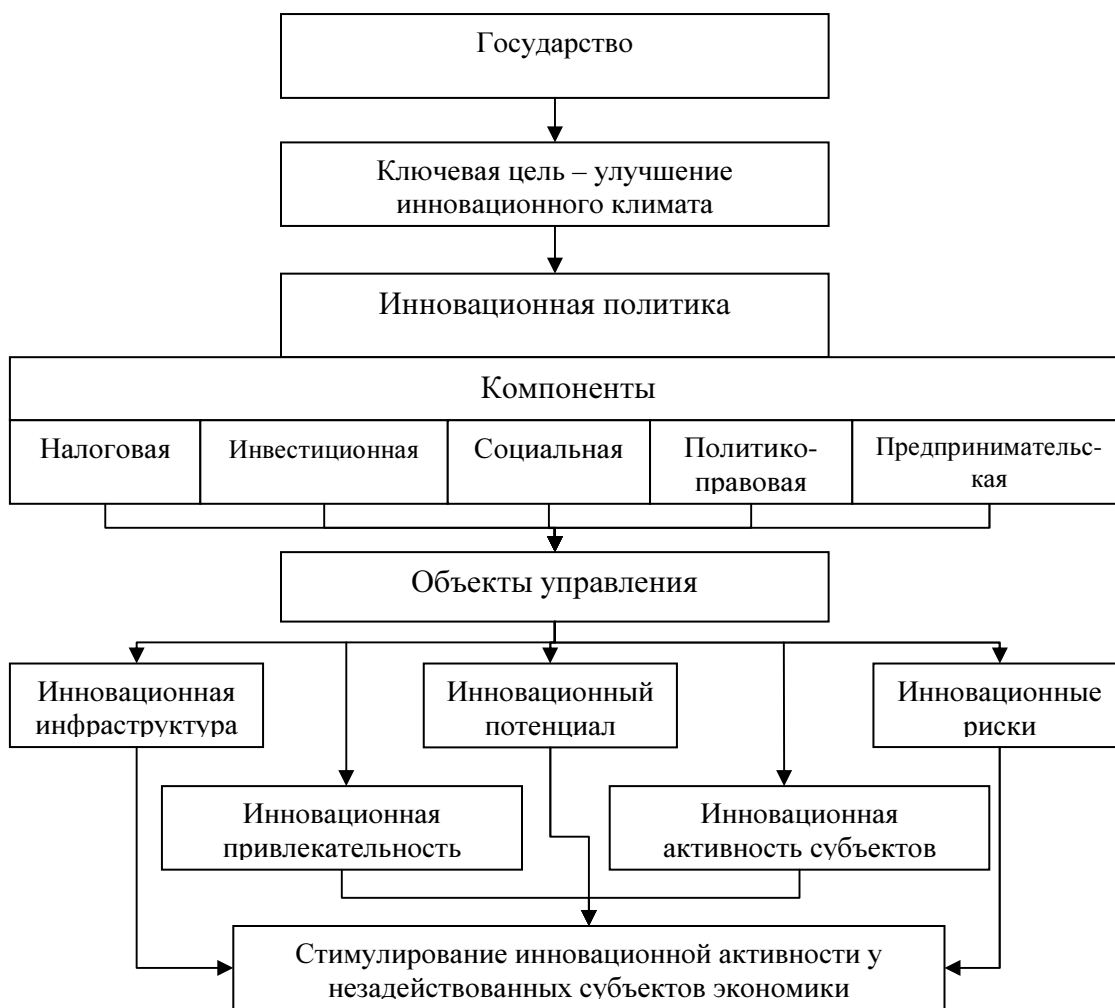 Государство
Ключевая цель – улучшение
инновационного климата
Инновационная политика
Компоненты
Налоговая
Инвестиционная
Социальная
Политико-
правовая
Предпринимательс-
кая
Объекты управления
Инновационная
инфраструктура
Инновационный
потенциал
Инновационные
риски
Инновационная
привлекательность
Инновационная
активность субъектов
Стимулирование инновационной активности у
незадействованных субъектов экономики